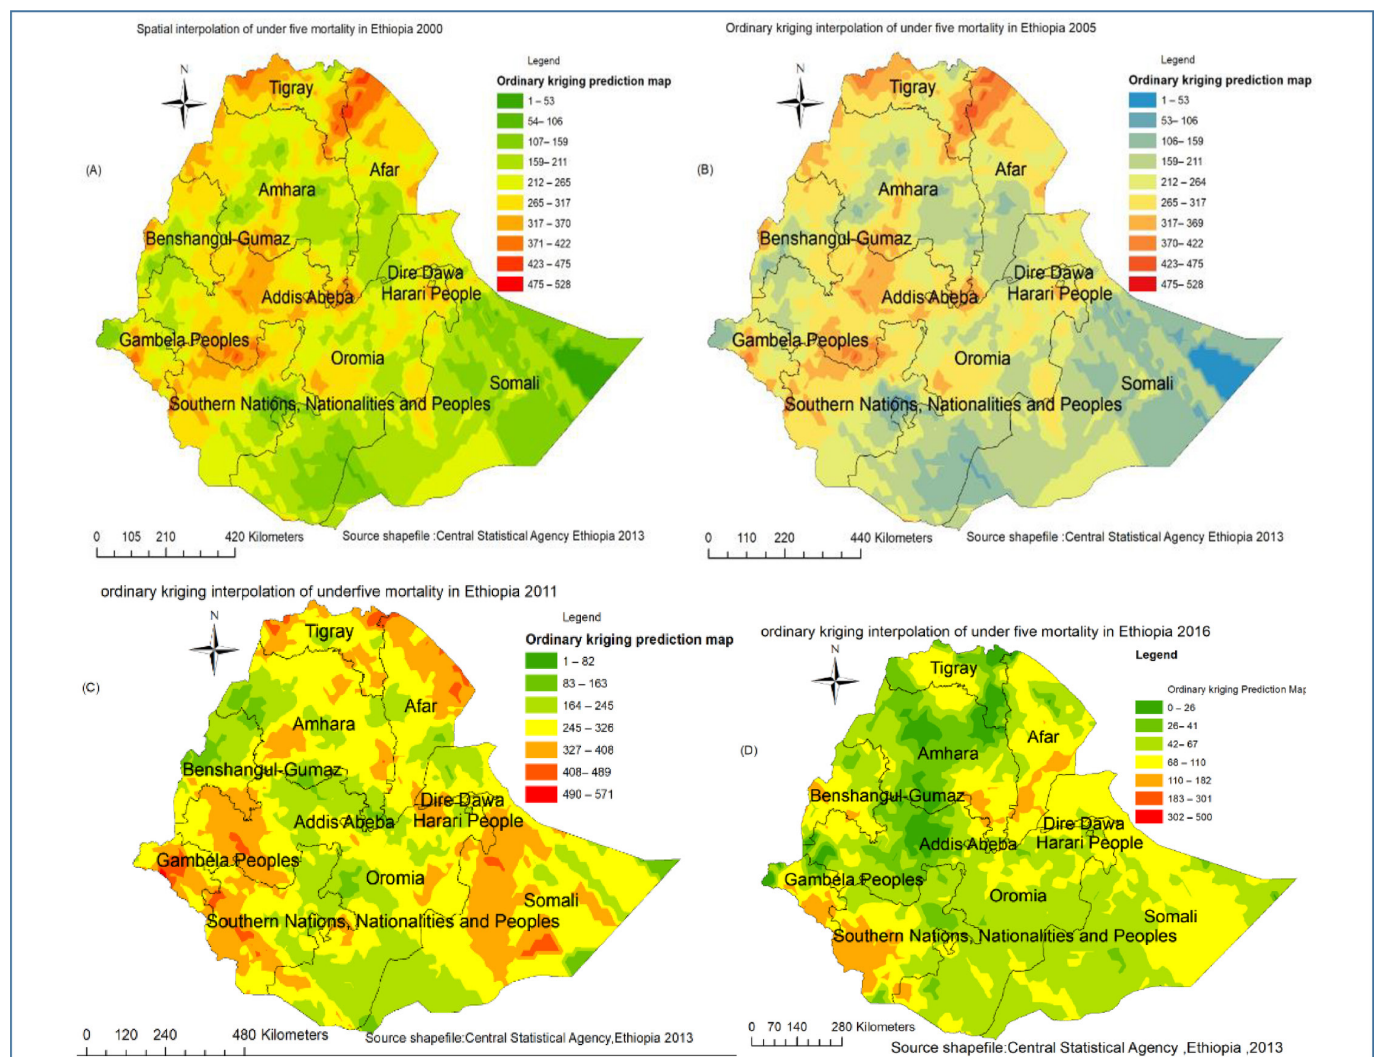 Spatial interpolation of under five mortality in Ethiopia 2000
Legend
Ordinary kriging prediction map
1 – 53
54– 106
107– 159
159– 211
212 – 265
265 – 317
317 – 370
371 – 422
423 – 475
475 – 528
N
(A)
Tigray
Afar
Amhara
Benshangul-Gumaz
Dire Dawa
Addis Abeba
Harari People
Gambela Peoples
Oromia
Somali
Southern Nations, Nationalities and Peoples
0 105 210 420 Kilometers
Source shapefile :Central Statistical Agency Ethiopia 2013
Ordinary kriging interpolation of under five mortality in Ethiopia 2005
Legend
Ordinary kriging prediction map
1 – 53
53– 106
106– 159
159– 211
212 – 264
265 – 317
317– 369
370– 422
423– 475
475– 528
N
(B)
Tigray
Afar
Amhara
Benshangul-Gumaz
Dire Dawa
Addis Abeba
Harari People
Gambela Peoples
Oromia
Somali
Southern Nations, Nationalities and Peoples
0 110 220 440 Kilometers
Source shapefile :Central Statistical Agency Ethiopia 2013
ordinary kriging interpolation of underfive mortality in Ethiopia 2011
Legend
Ordinary kriging prediction map
1 – 82
83 – 163
164 – 245
245 – 326
327 – 408
408– 489
490 – 571
N
(C)
Tigray
Afar
Amhara
Benshangul-Gumaz
Dire Dawa
Addis Abeba
Harari People
Gambela Peoples
Oromia
Somali
Southern Nations, Nationalities and Peoples
0 120 240 480 Kilometers
Source shapefile:Central Statistical Agency,Ethiopia 2013
ordinary kriging interpolation of under five mortality in Ethiopia 2016
Legend
Ordinary kriging Prediction Map
0 – 26
26 – 41
42 – 67
68 – 110
110 – 182
183 – 301
302 – 500
N
(D)
Tigray
Afar
Amhara
Benshangul-Gumaz
Dire Dawa
Addis Abeba
Harari People
Gambela Peoples
Oromia
Somali
Southern Nations, Nationalities and Peoples
0 70 140 280 Kilometers
Source shapefile:Central Statistical Agency ,Ethiopia ,2013